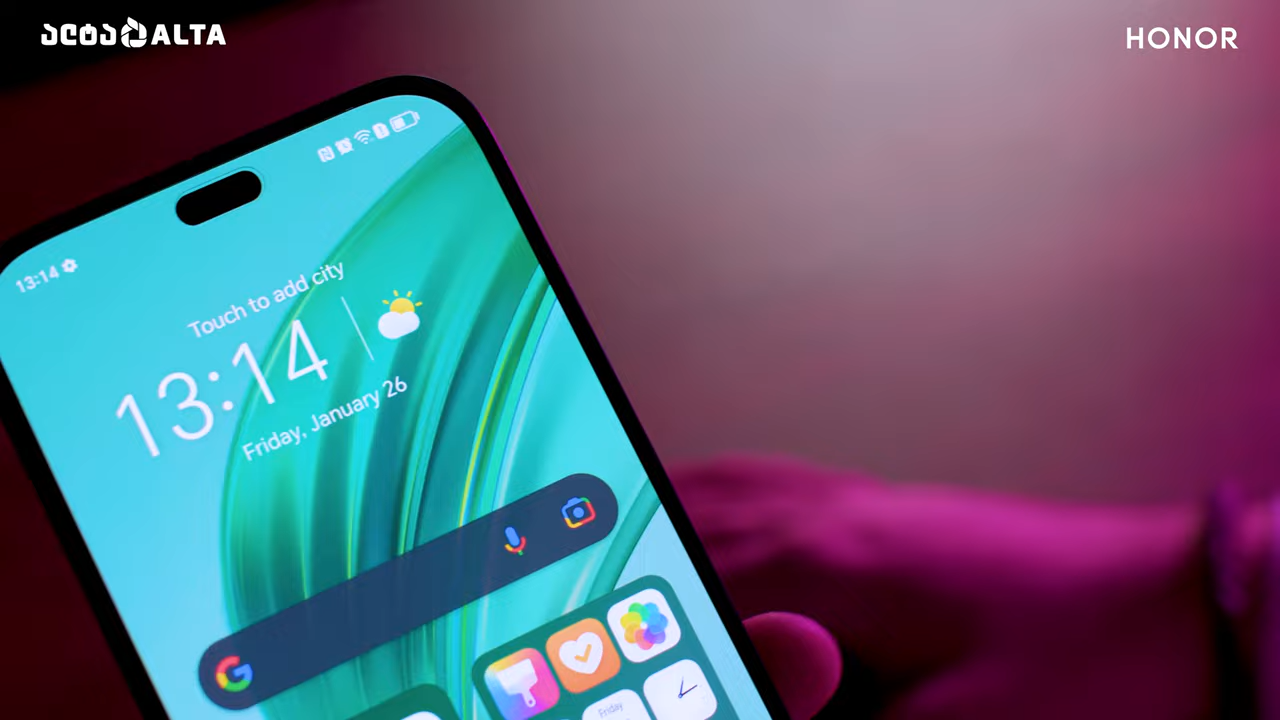 ალტა ALTA
HONOR
13:14
Touch to add city
13:14
Friday, January 26
Friday